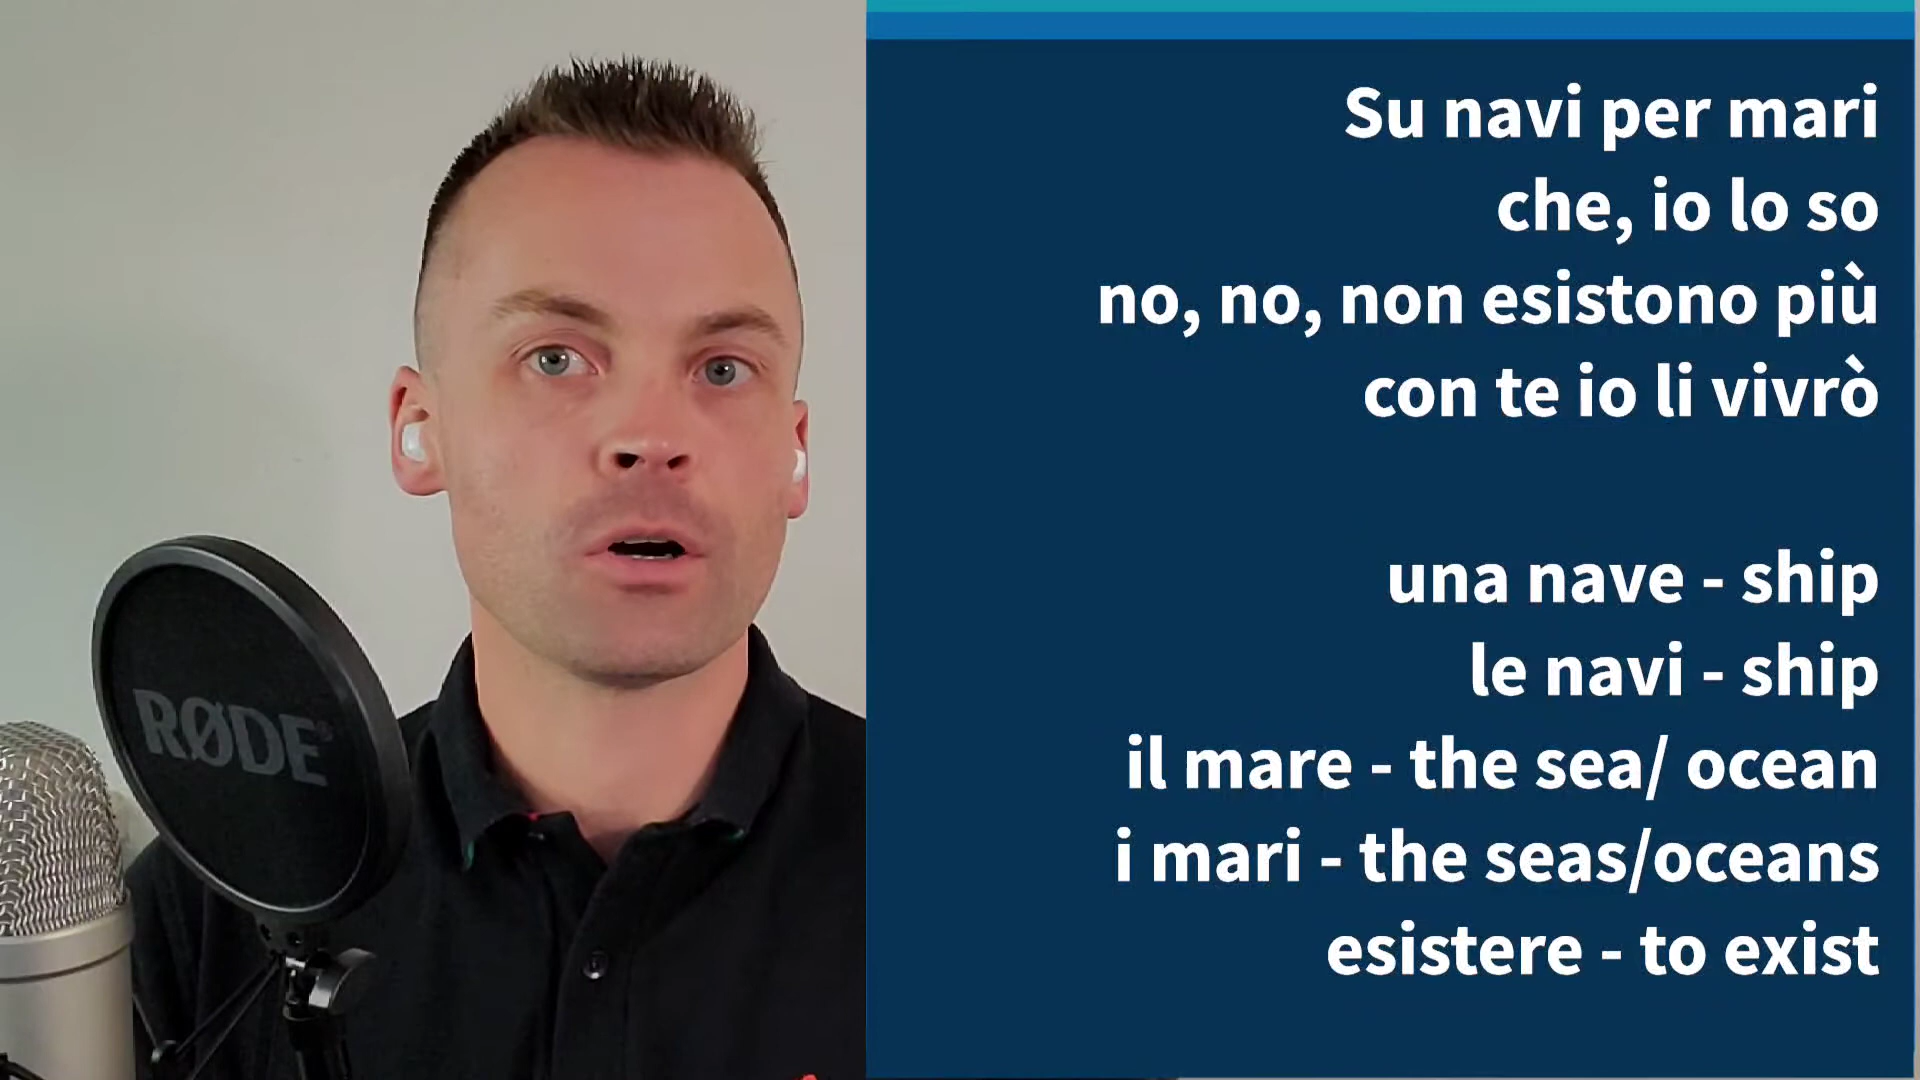 Su navi per mari
che, io lo so
no, no, non esistono più
con te io li vivrò
una nave - ship
le navi - ship
il mare - the sea/ ocean
i mari - the seas/oceans
esistere - to exist
RØDE